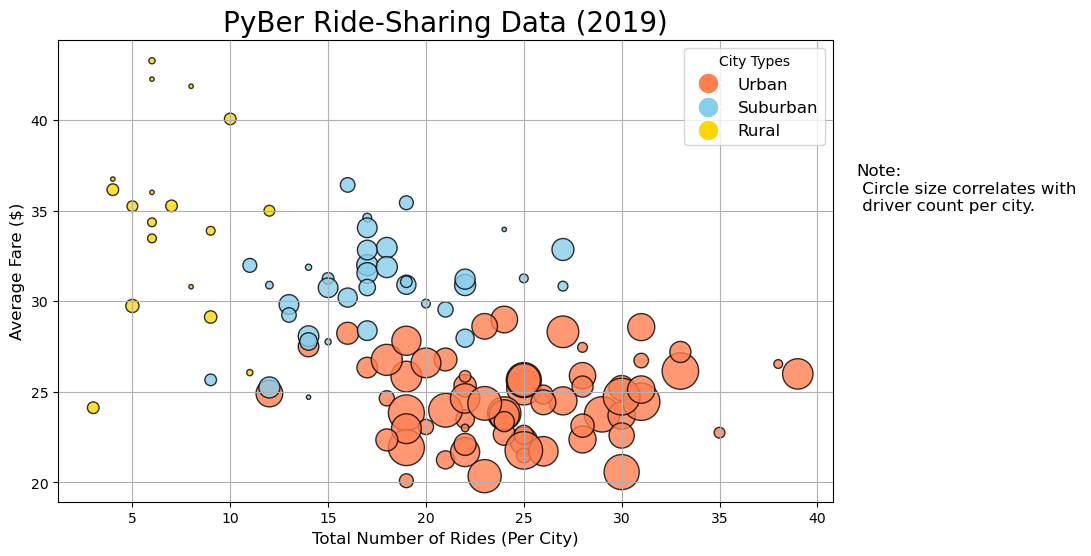 PyBer Ride-Sharing Data (2019)
City Types
Urban
Suburban
Rural
Note:
Circle size correlates with
driver count per city.
Average Fare ($)
40
35
30
25
20
5 10 15 20 25 30 35 40
Total Number of Rides (Per City)